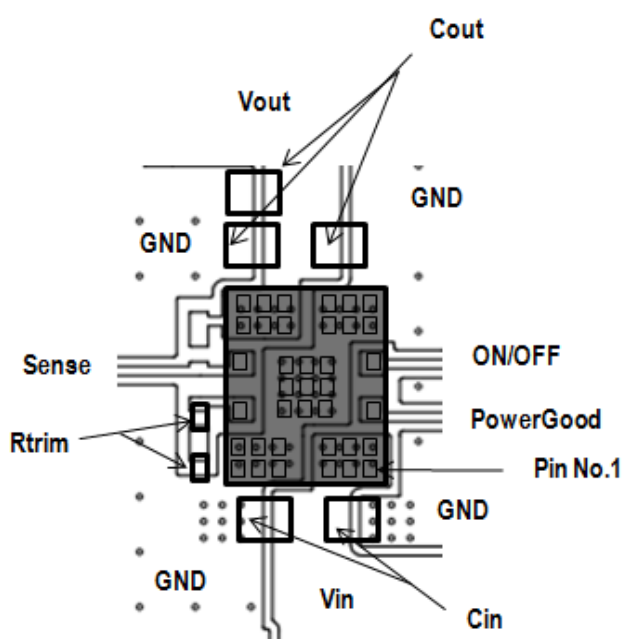 Cout
Vout
GND
GND
Sense
ON/OFF
Rtrim
PowerGood
Pin No.1
GND
GND
Vin
Cin